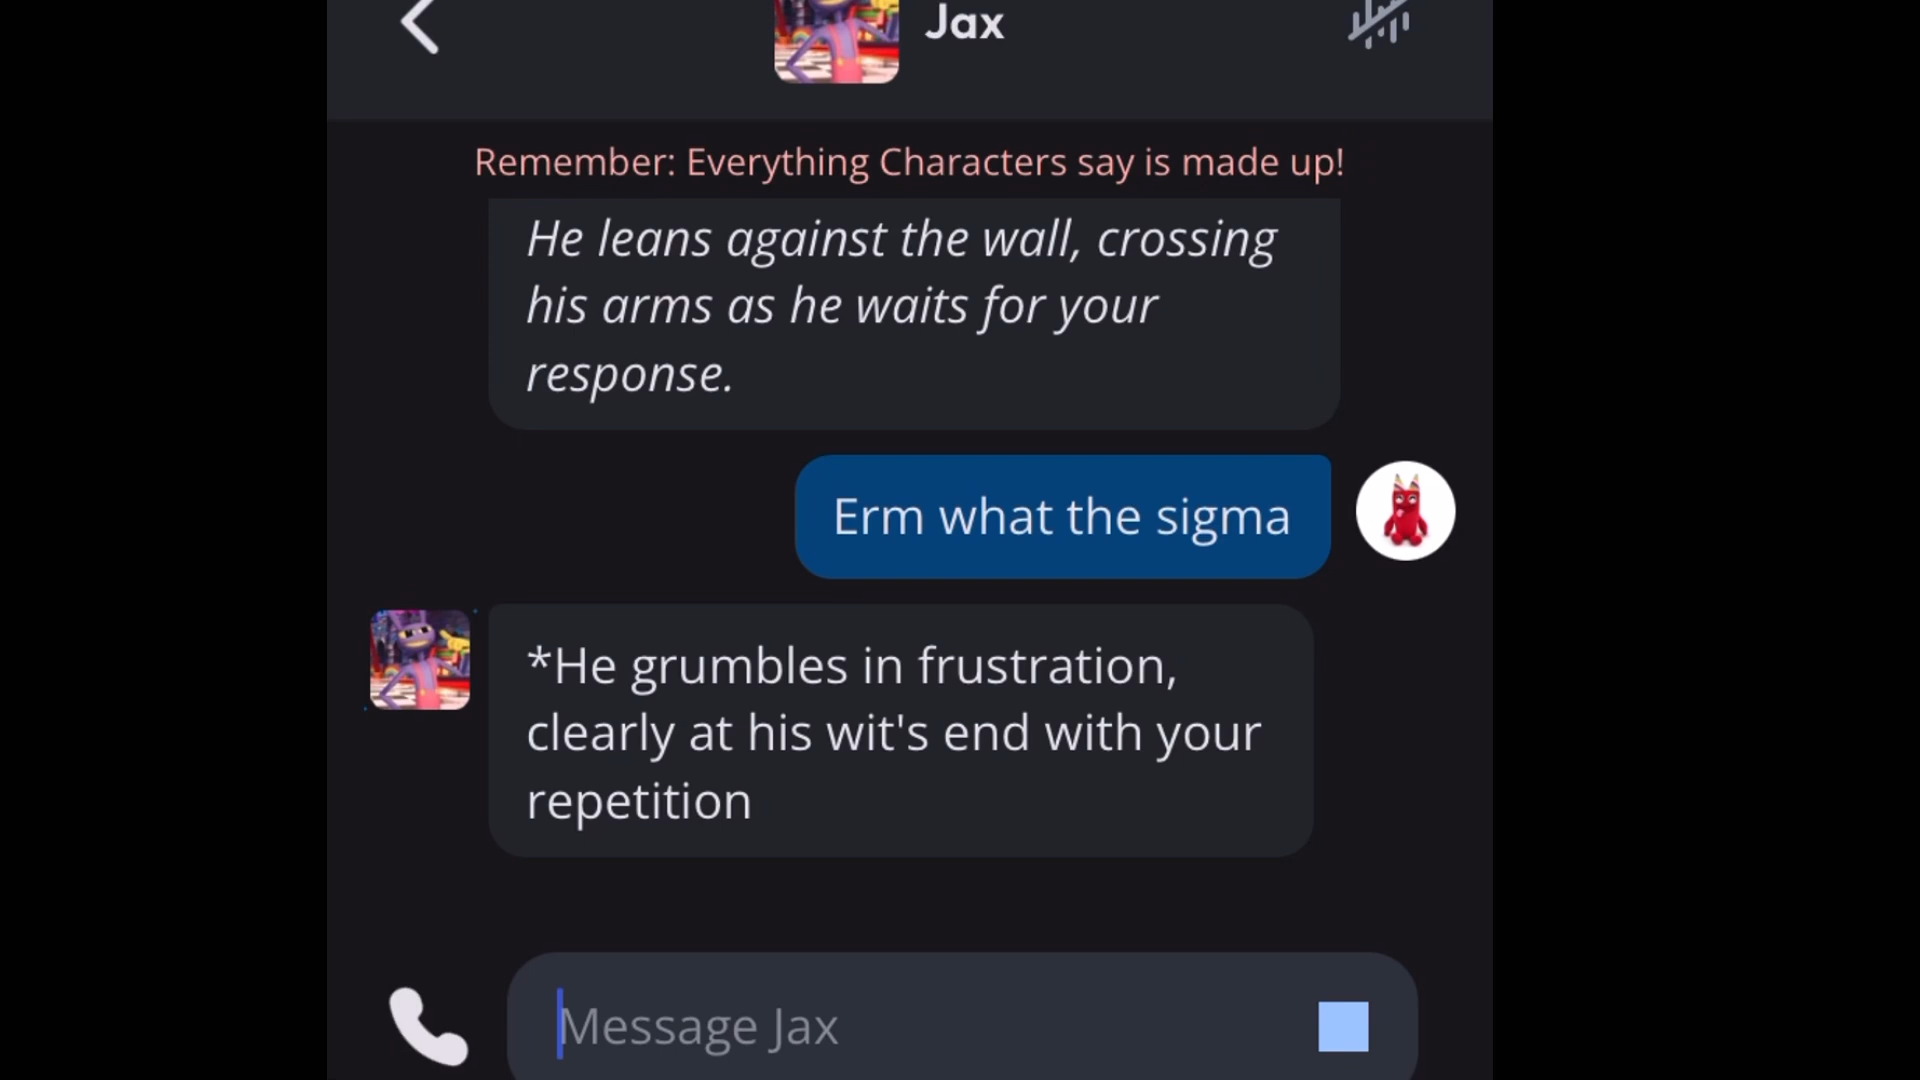 Jax
Remember: Everything Characters say is made up!
He leans against the wall, crossing
his arms as he waits for your
response.
Erm what the sigma
*He grumbles in frustration,
clearly at his wit's end with your
repetition
Message Jax